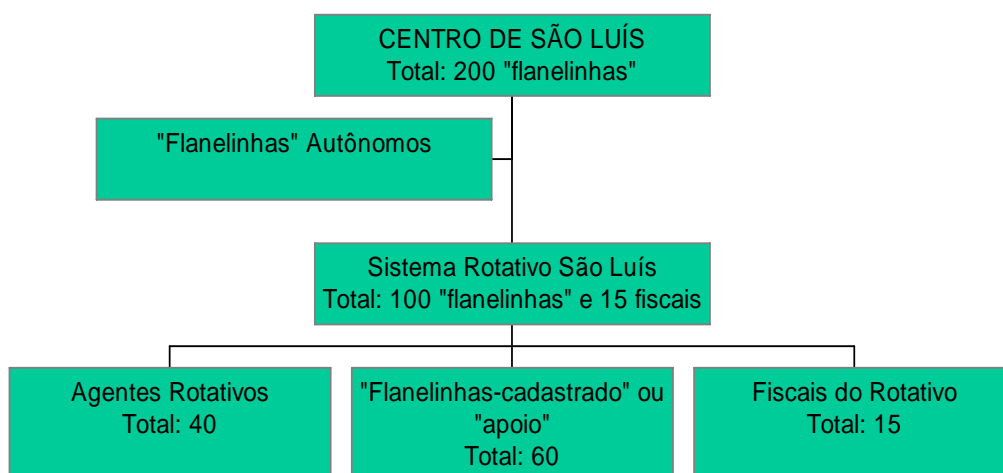 CENTRO DE SÃO LUÍS
Total: 200 "flanelinhas"
"Flanelinhas" Autônomos
Sistema Rotativo São Luís
Total: 100 "flanelinhas" e 15 fiscais
Agentes Rotativos
Total: 40
"Flanelinhas-cadastrado" ou
"apoio"
Total: 60
Fiscais do Rotativo
Total: 15